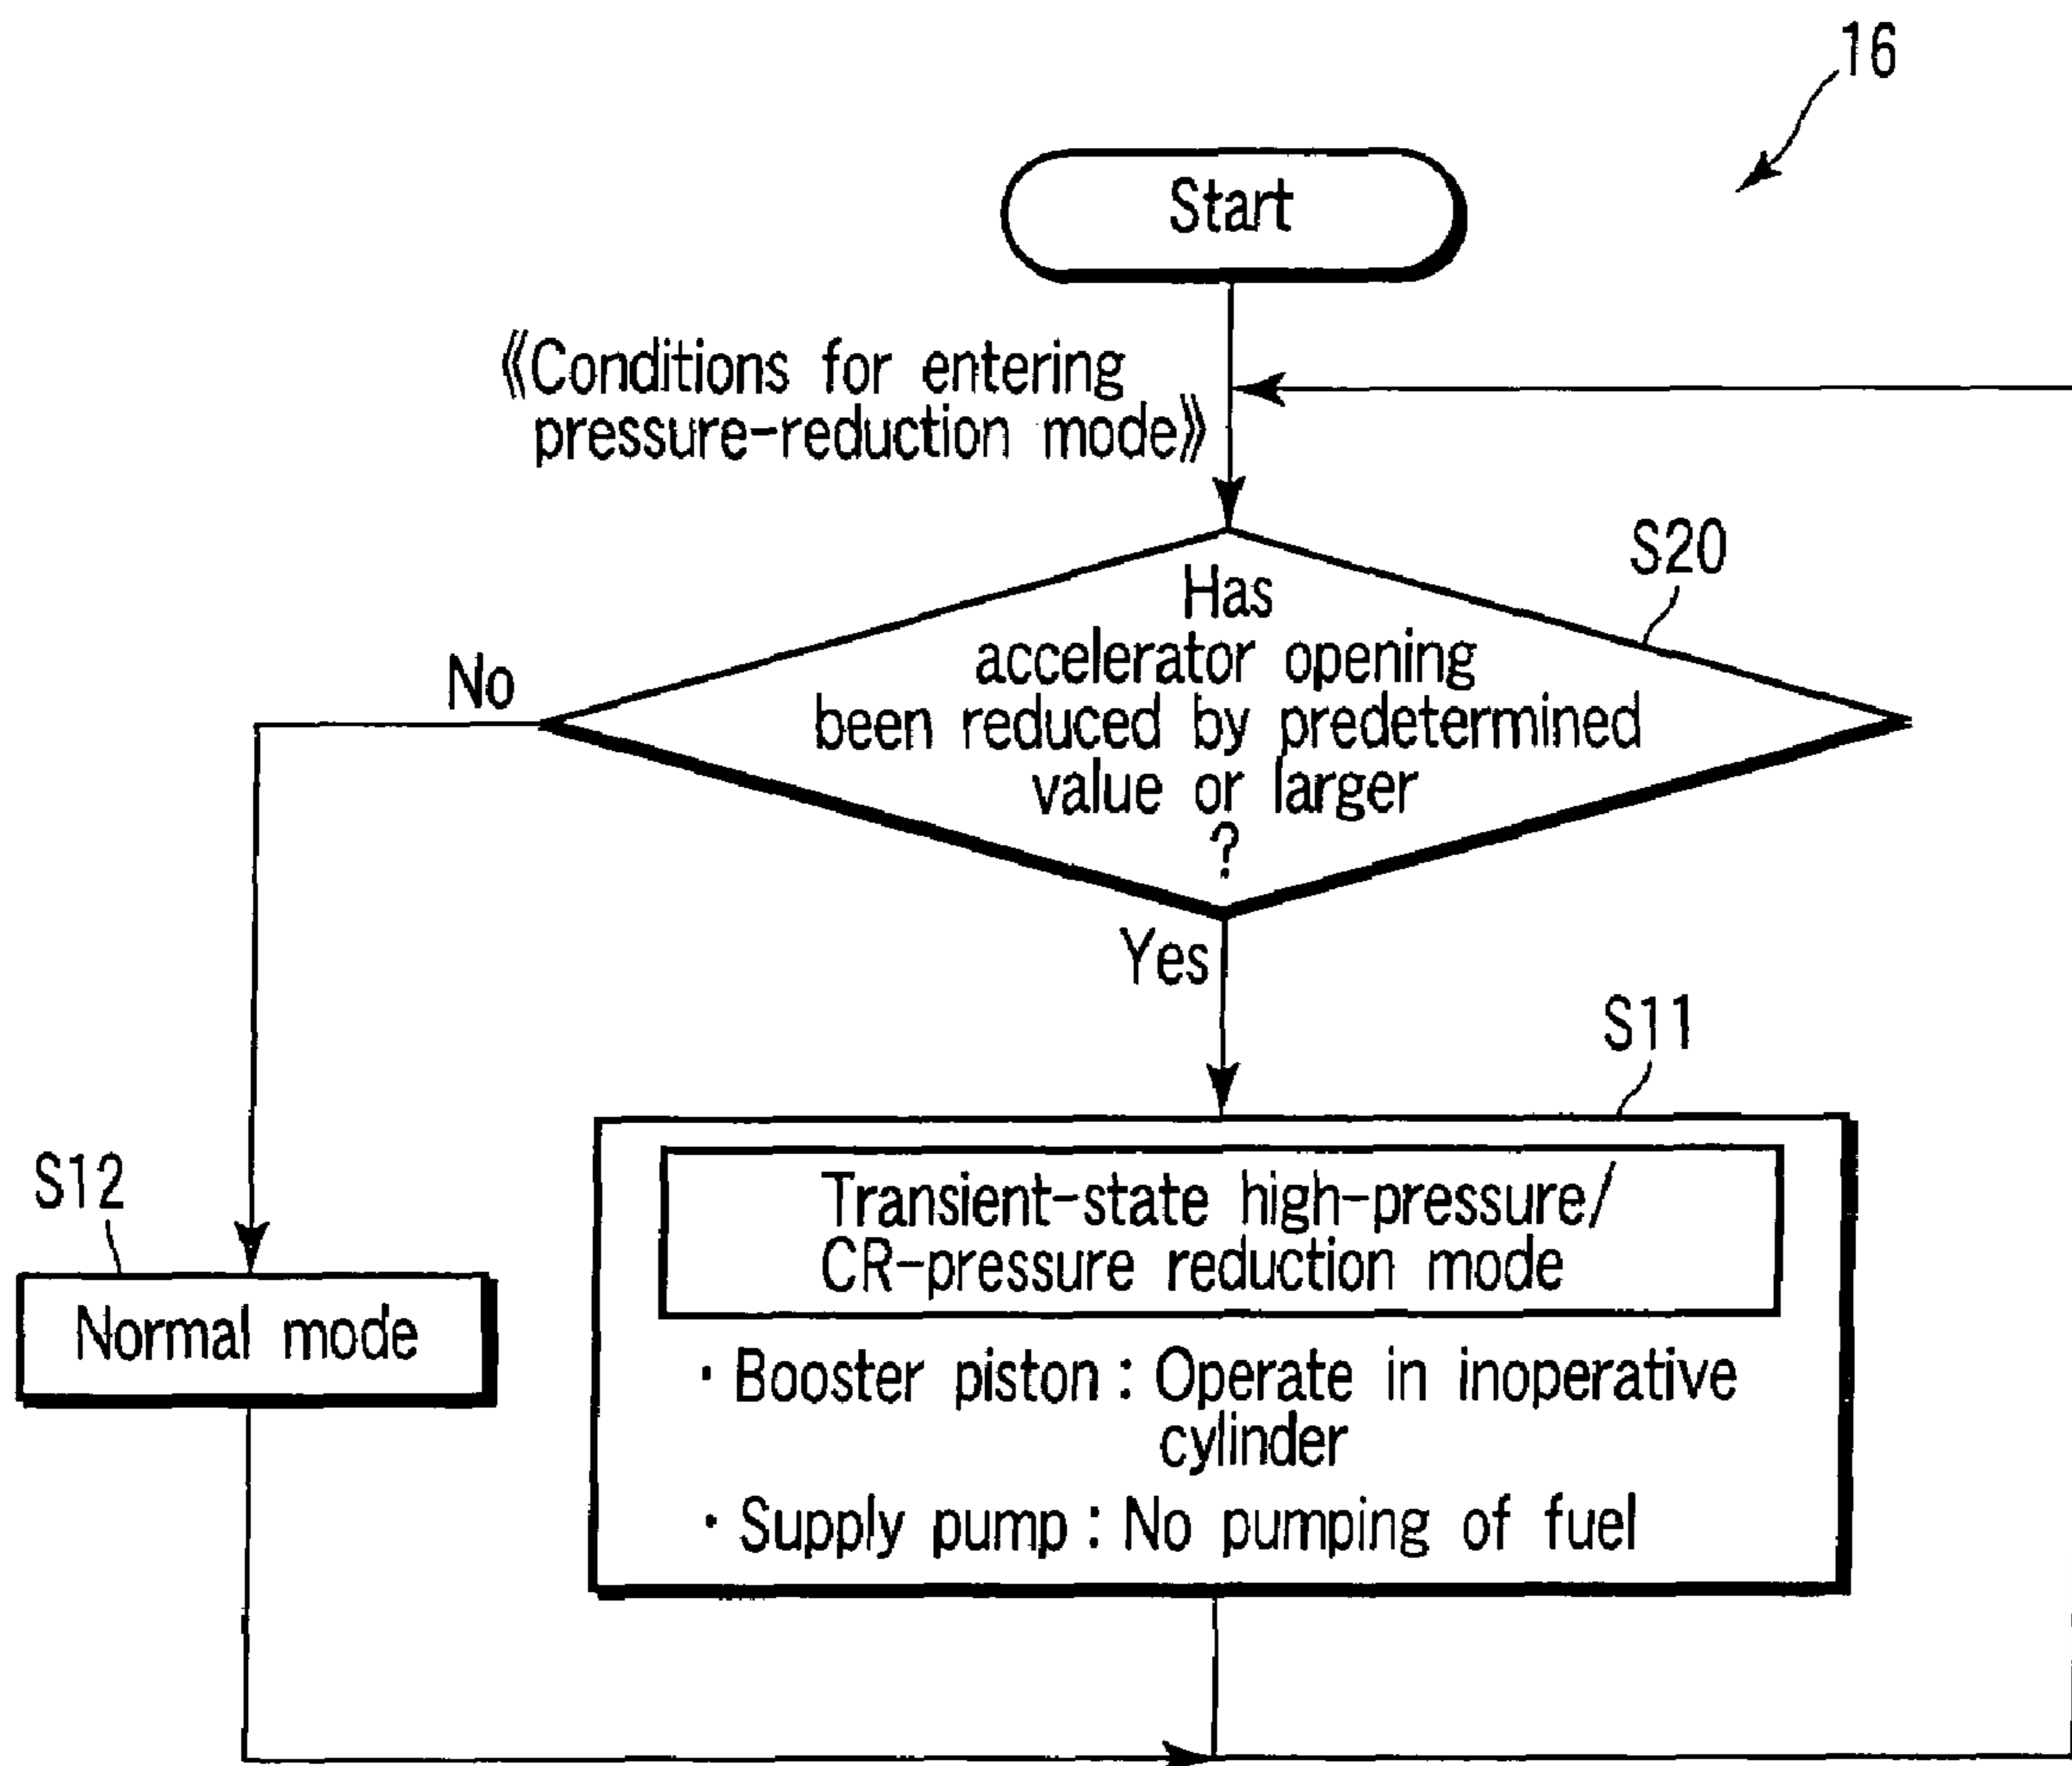 16
Start
《Conditions for entering
pressure-reduction mode》
S20
Has
accelerator opening
been reduced by predetermined
value or larger
?
No
Yes
S11
S12
Transient-state high-pressure/
CR-pressure reduction mode
Normal mode
・Booster piston : Operate in inoperative
cylinder
・Supply pump : No pumping of fuel